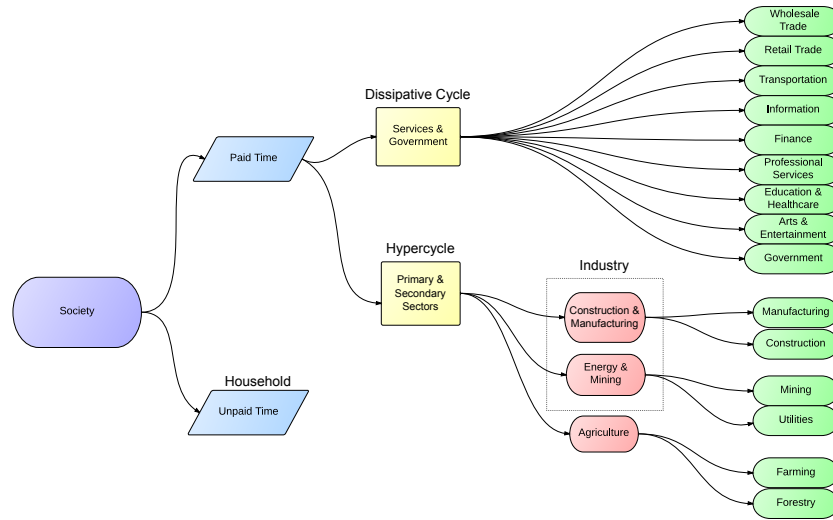 Wholesale
Trade
Retail Trade
Transportation
Information
Finance
Professional
Services
Education &
Healthcare
Arts &
Entertainment
Government
Dissipative Cycle
Services &
Government
Paid Time
Hypercycle
Primary &
Secondary
Sectors
Industry
Construction &
Manufacturing
Manufacturing
Construction
Energy &
Mining
Mining
Utilities
Society
Household
Unpaid Time
Agriculture
Farming
Forestry